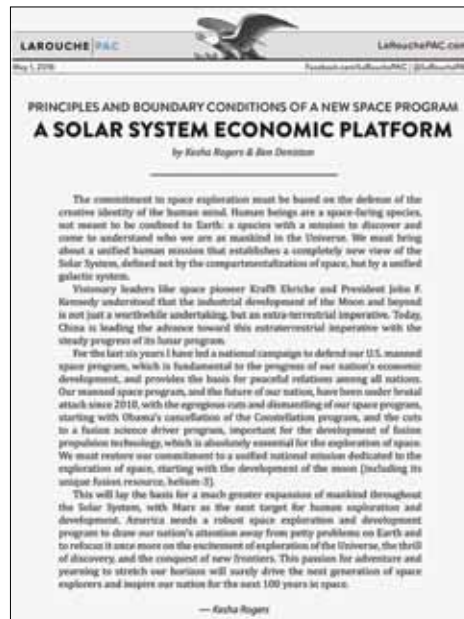 LAROUCHE PAC
LaRouchePAC.com
May 1, 2016
Facebook.com/LaRouchePAC | @LaRouchePAC
PRINCIPLES AND BOUNDARY CONDITIONS OF A NEW SPACE PROGRAM
A SOLAR SYSTEM ECONOMIC PLATFORM
by Kesha Rogers & Ben Deniston
The commitment to space exploration must be based on the defense of the
creative identity of the human mind. Human beings are a space-faring species,
not meant to be confined to Earth: a species with a mission to discover and
come to understand who we are as mankind in the Universe. We must bring
about a unified human mission that establishes a completely new view of the
Solar System, defined not by the compartmentalization of space, but by a unified
galactic system.
Visionary leaders like space pioneer Krafft Ehricke and President John F.
Kennedy understood that the industrial development of the Moon and beyond
is not just a worthwhile undertaking, but an extra-terrestrial imperative. Today,
China is leading the advance toward this extraterrestrial imperative with the
steady progress of its lunar program.
For the last six years I have led a national campaign to defend our U.S. manned
space program, which is fundamental to the progress of our nation's economic
development, and provides the basis for peaceful relations among all nations.
Our manned space program, and the future of our nation, have been under brutal
attack since 2010, with the egregious cuts and dismantling of our space program,
starting with Obama's cancellation of the Constellation program, and the cuts
to a fusion science driver program, important for the development of fusion
propulsion technology, which is absolutely essential for the exploration of space.
We must restore our commitment to a unified national mission dedicated to the
exploration of space, starting with the development of the moon (including its
unique fusion resource, helium-3).
This will lay the basis for a much greater expansion of mankind throughout
the Solar System, with Mars as the next target for human exploration and
development. America needs a robust space exploration and development
program to draw our nation's attention away from petty problems on Earth and
to refocus it once more on the excitement of exploration of the Universe, the thrill
of discovery, and the conquest of new frontiers. This passion for adventure and
yearning to stretch our horizons will surely drive the next generation of space
explorers and inspire our nation for the next 100 years in space.
— Kesha Rogers